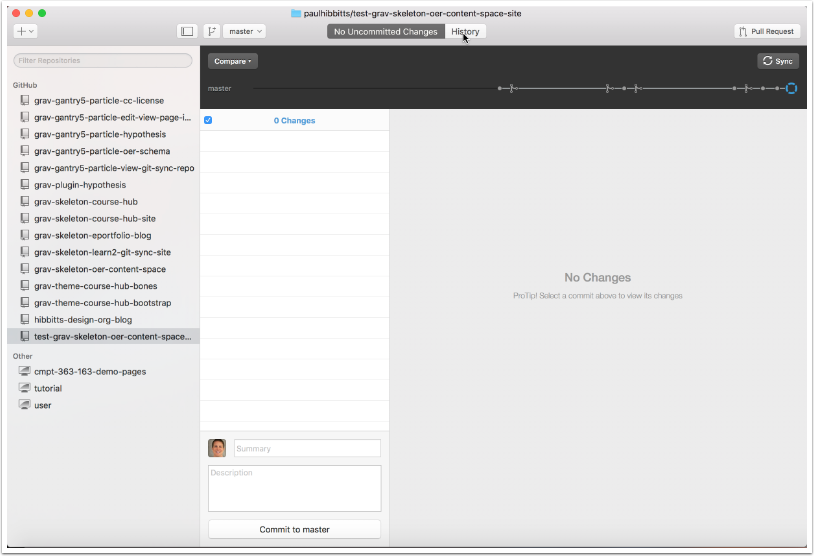 paulhibbitts/test-grav-skeleton-oer-content-space-site
master
No Uncommitted Changes
History
Pull Request
Filter Repositories
Compare
Sync
GitHub
master
grav-gantry5-particle-cc-license
grav-gantry5-particle-edit-view-page-i...
grav-gantry5-particle-hypothesis
grav-gantry5-particle-oer-schema
grav-gantry5-particle-view-git-sync-repo
grav-plugin-hypothesis
grav-skeleton-course-hub
grav-skeleton-course-hub-site
grav-skeleton-eportfolio-blog
grav-skeleton-learn2-git-sync-site
grav-skeleton-oer-content-space
grav-theme-course-hub-bones
grav-theme-course-hub-bootstrap
hibbitts-design-org-blog
test-grav-skeleton-oer-content-space...
Other
cmpt-363-163-demo-pages
tutorial
user
0 Changes
Summary
Description
Commit to master
No Changes
ProTip! Select a commit above to view its changes